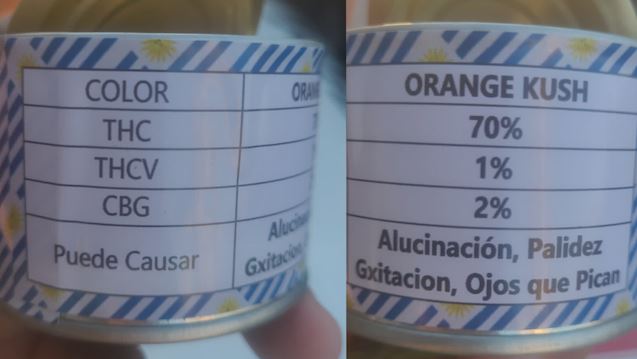 COLOR
THC
THCV
CBG
Puede Causar
ORANGE KUSH
70%
1%
2%
Alucinación, Palidez
Gxitacion, Ojos que Pican